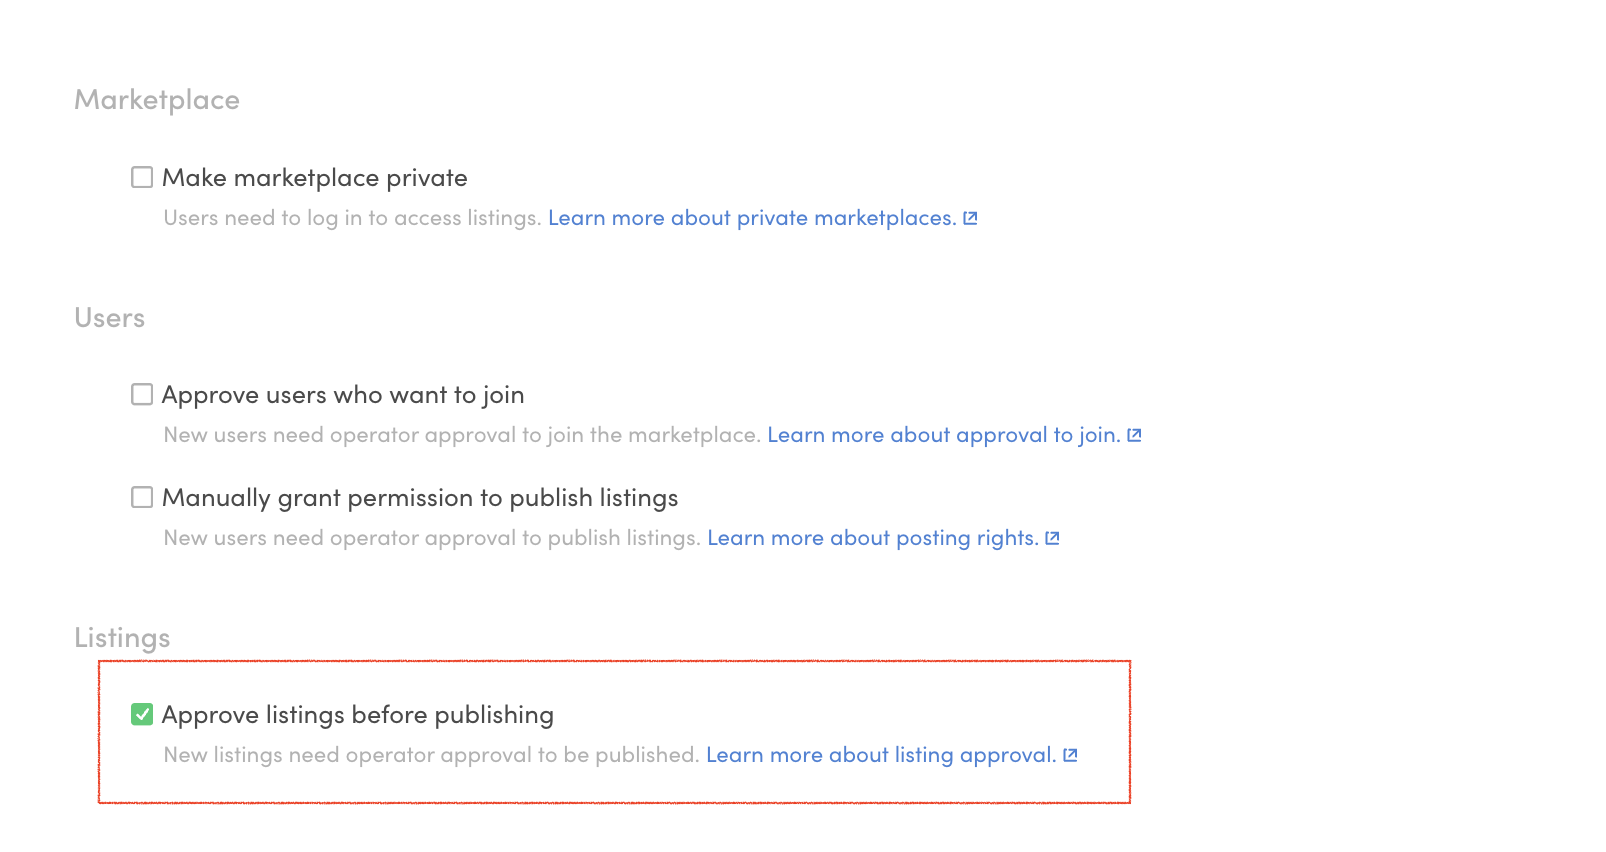 Marketplace
Make marketplace private
Users need to log in to access listings. Learn more about private marketplaces.
Users
Approve users who want to join
New users need operator approval to join the marketplace. Learn more about approval to join.
Manually grant permission to publish listings
New users need operator approval to publish listings. Learn more about posting rights.
Listings
Approve listings before publishing
New listings need operator approval to be published. Learn more about listing approval.